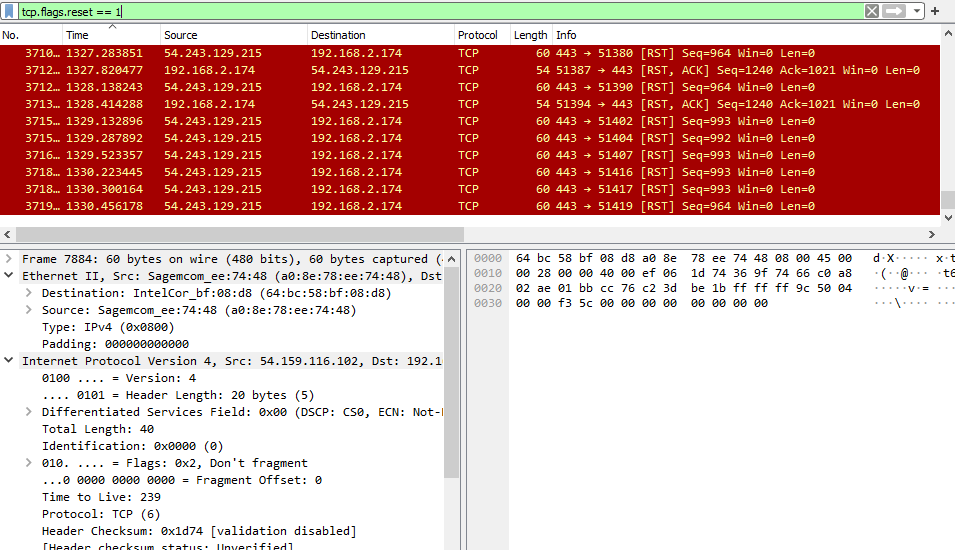 tcp.flags.reset == 1
No. Time Source Destination Protocol Length Info
3710… 1327.283851 54.243.129.215 192.168.2.174 TCP 60 443 → 51380 [RST] Seq=964 Win=0 Len=0
3712… 1327.820477 192.168.2.174 54.243.129.215 TCP 54 51387 → 443 [RST, ACK] Seq=1240 Ack=1021 Win=0 Len=0
3712… 1328.138243 54.243.129.215 192.168.2.174 TCP 60 443 → 51390 [RST] Seq=964 Win=0 Len=0
3713… 1328.414288 192.168.2.174 54.243.129.215 TCP 54 51394 → 443 [RST, ACK] Seq=1240 Ack=1021 Win=0 Len=0
3715… 1329.132896 54.243.129.215 192.168.2.174 TCP 60 443 → 51402 [RST] Seq=993 Win=0 Len=0
3715… 1329.287892 54.243.129.215 192.168.2.174 TCP 60 443 → 51404 [RST] Seq=992 Win=0 Len=0
3716… 1329.523357 54.243.129.215 192.168.2.174 TCP 60 443 → 51407 [RST] Seq=993 Win=0 Len=0
3718… 1330.223445 54.243.129.215 192.168.2.174 TCP 60 443 → 51416 [RST] Seq=993 Win=0 Len=0
3718… 1330.300164 54.243.129.215 192.168.2.174 TCP 60 443 → 51417 [RST] Seq=993 Win=0 Len=0
3719… 1330.456178 54.243.129.215 192.168.2.174 TCP 60 443 → 51419 [RST] Seq=964 Win=0 Len=0
Frame 7884: 60 bytes on wire (480 bits), 60 bytes captured (
Ethernet II, Src: Sagemcom_ee:74:48 (a0:8e:78:ee:74:48), Dst
Destination: IntelCor_bf:08:d8 (64:bc:58:bf:08:d8)
Source: Sagemcom_ee:74:48 (a0:8e:78:ee:74:48)
Type: IPv4 (0x0800)
Padding: 000000000000
Internet Protocol Version 4, Src: 54.159.116.102, Dst: 192.1
0100 .... = Version: 4
.... 0101 = Header Length: 20 bytes (5)
Differentiated Services Field: 0x00 (DSCP: CS0, ECN: Not-
Total Length: 40
Identification: 0x0000 (0)
010. .... = Flags: 0x2, Don't fragment
...0 0000 0000 0000 = Fragment Offset: 0
Time to Live: 239
Protocol: TCP (6)
Header Checksum: 0x1d74 [validation disabled]
[Header checksum status: Unverified]
0000 64 bc 58 bf 08 d8 a0 8e 78 ee 74 48 08 00 45 00 d·X····· x·t
0010 00 28 00 00 40 00 ef 06 1d 74 36 9f 74 66 c0 a8 ·(··@··· ·t6
0020 02 ae 01 bb cc 76 c2 3d be 1b ff ff ff 9c 50 04 ·····v·= ···
0030 00 00 f3 5c 00 00 00 00 00 00 00 00 ···\···· ···